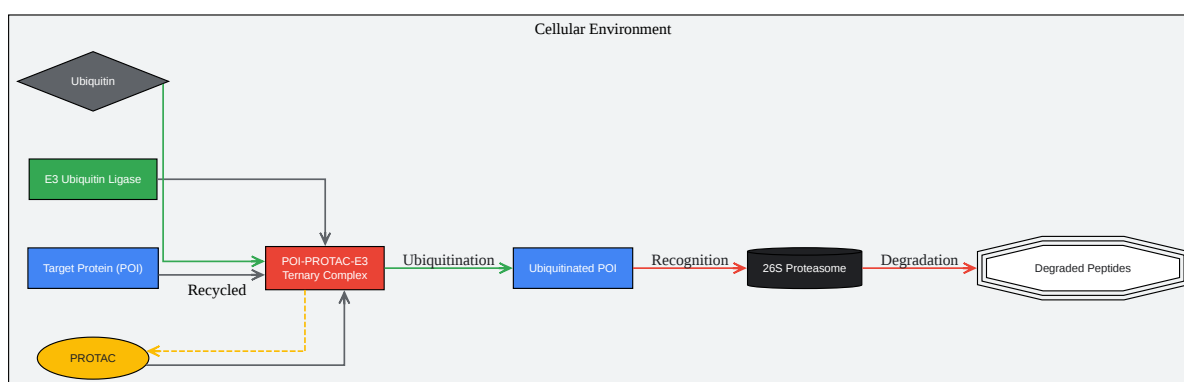 Cellular Environment
Ubiquitin
E3 Ubiquitin Ligase
Target Protein (POI)
Recycled
PROTAC
POI-PROTAC-E3
Ternary Complex
Ubiquitination
Ubiquitinated POI
Recognition
26S Proteasome
Degradation
Degraded Peptides